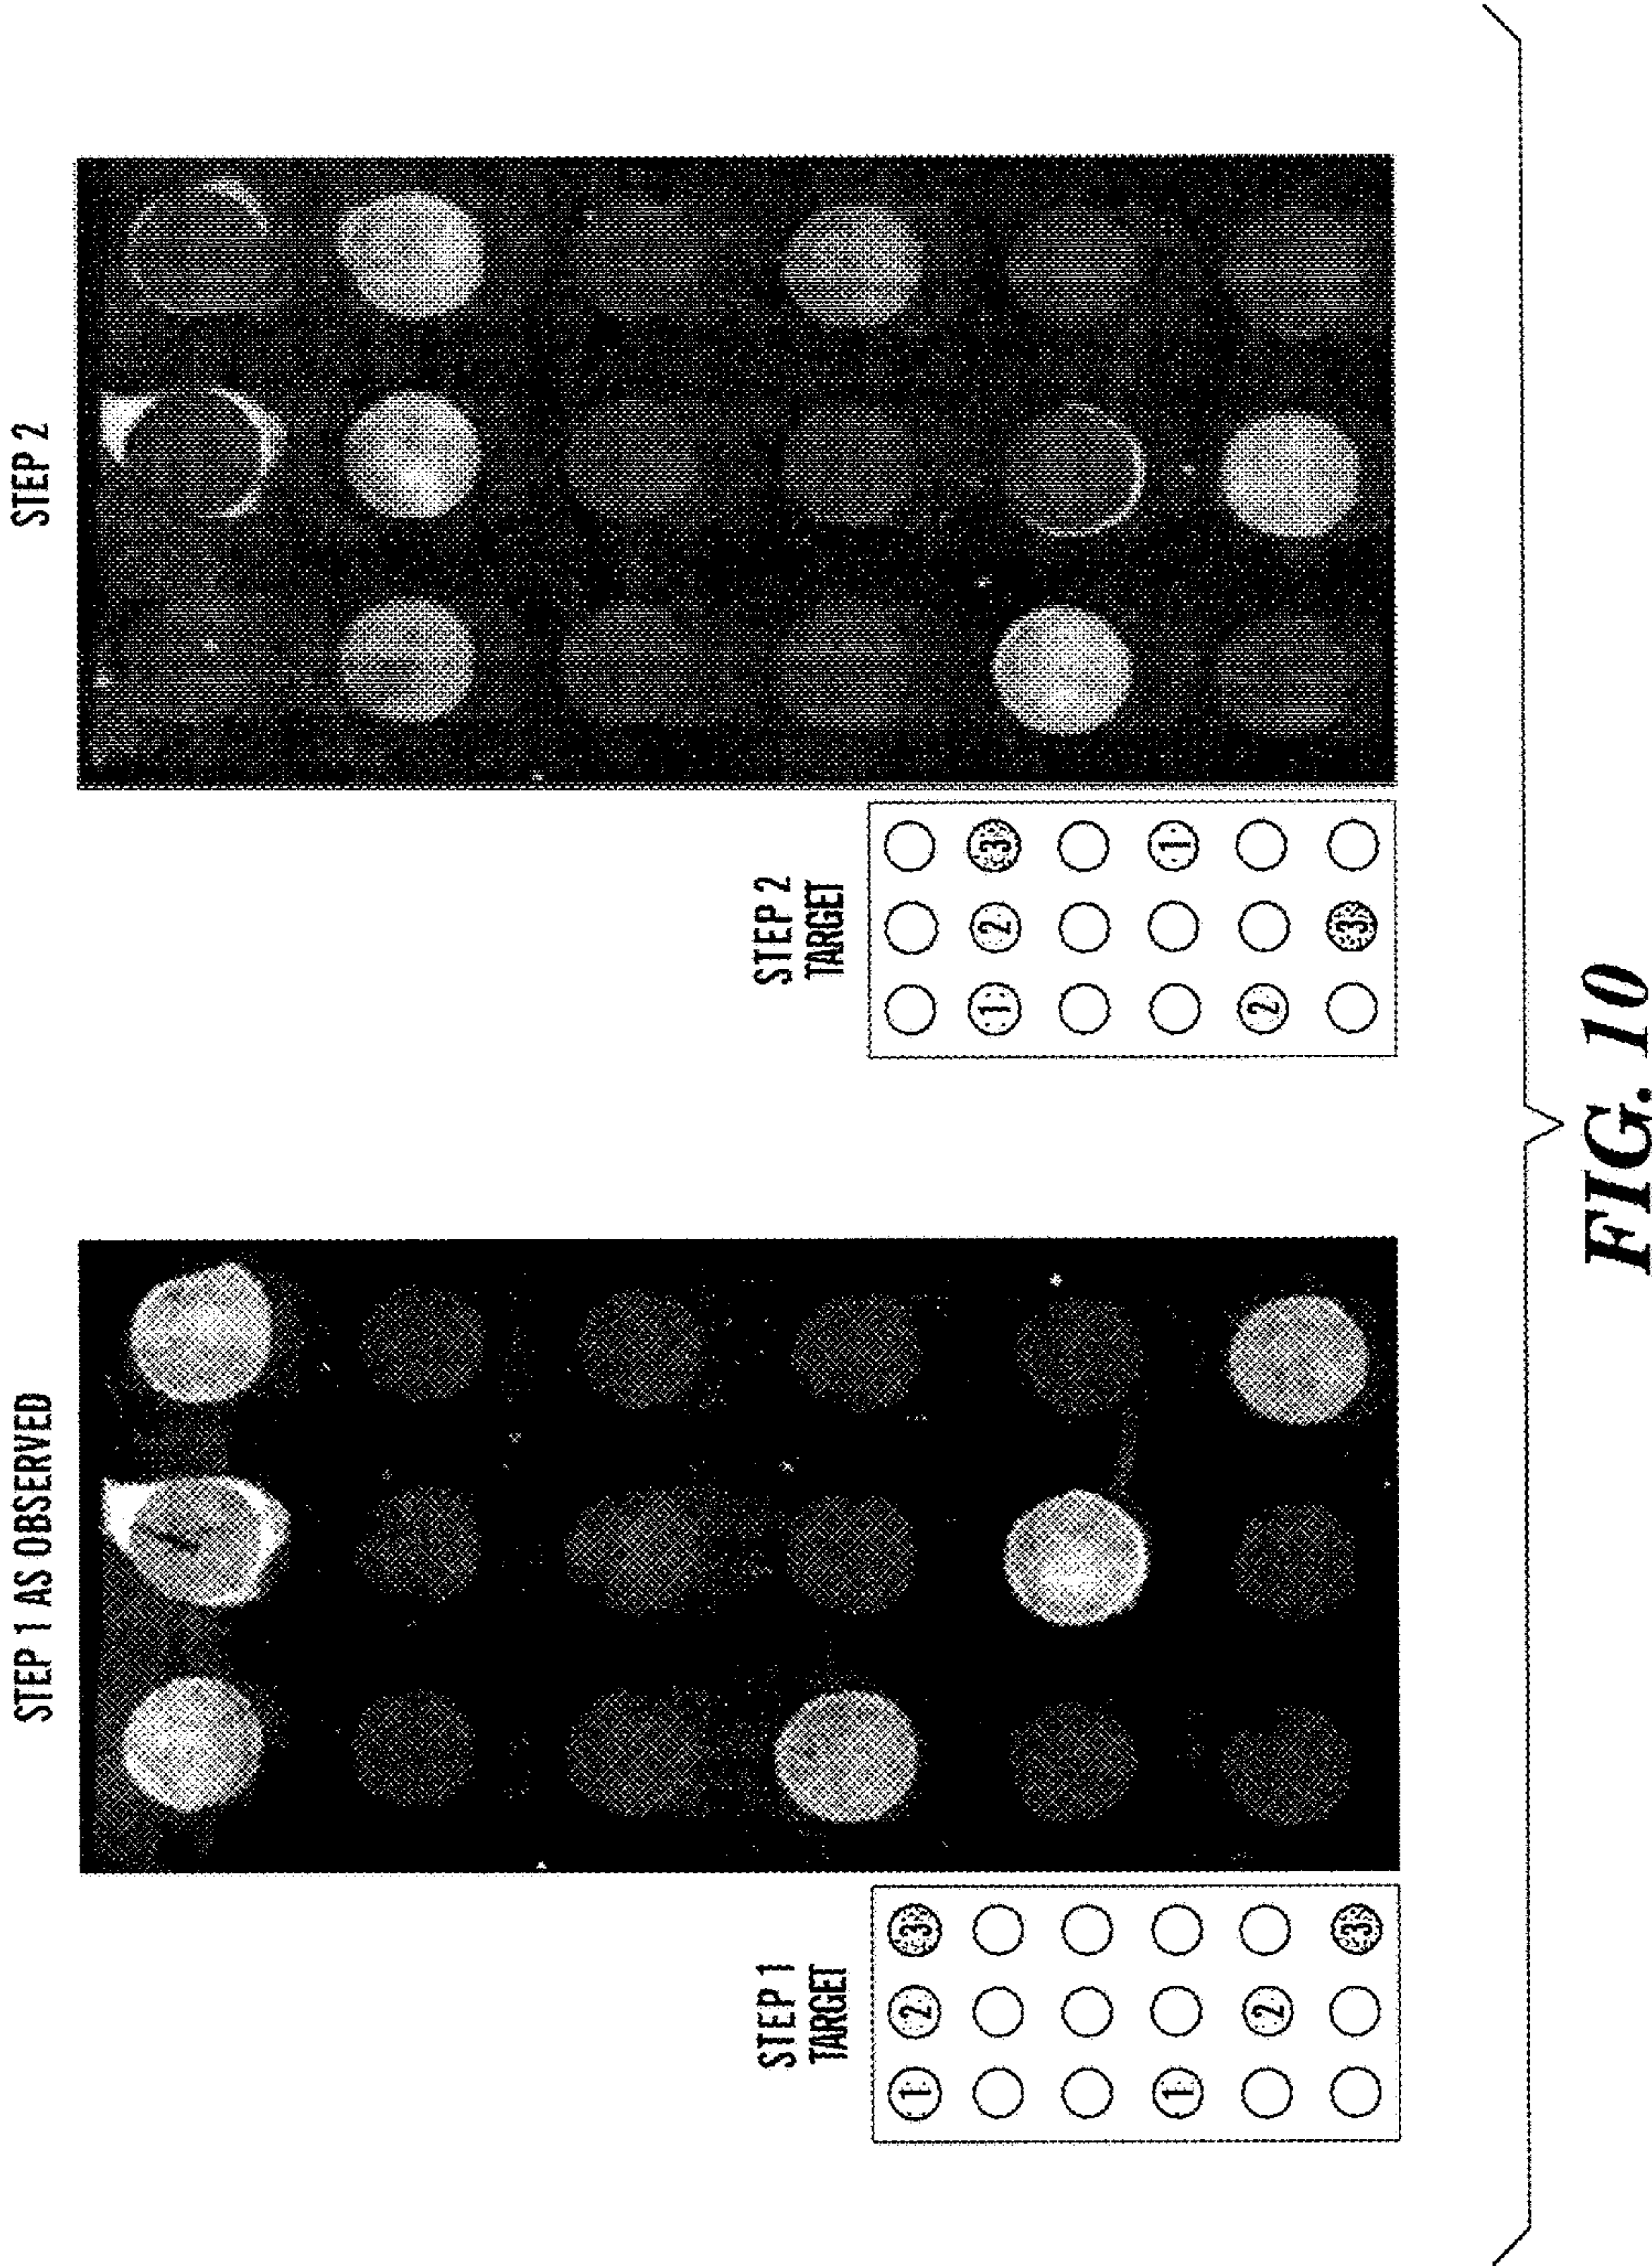 STEP 1 AS OBSERVED
STEP 1
TARGET
1 2 3
1
2
3
STEP 2
STEP 2
TARGET
1 2 3
1
2
3
FIG. 10